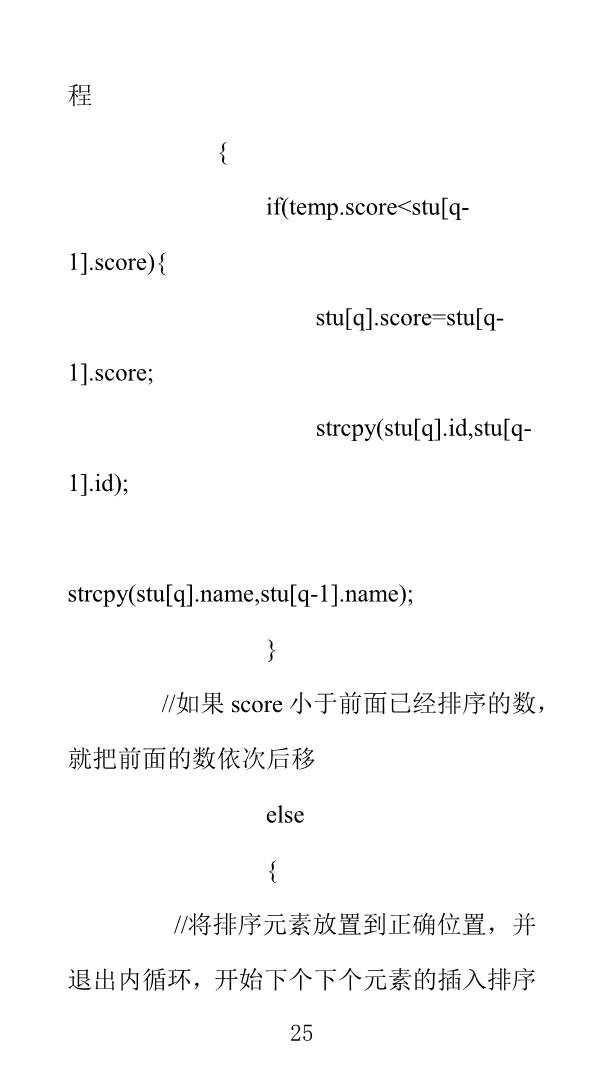 程
{
if(temp.score<stu[q-
1].score){
stu[q].score=stu[q-
1].score;
strcpy(stu[q].id,stu[q-
1].id);
strcpy(stu[q].name,stu[q-1].name);
}
//如果 score 小于前面已经排序的数，
就把前面的数依次后移
else
{
//将排序元素放置到正确位置，并
退出内循环，开始下个下个元素的插入排序
25